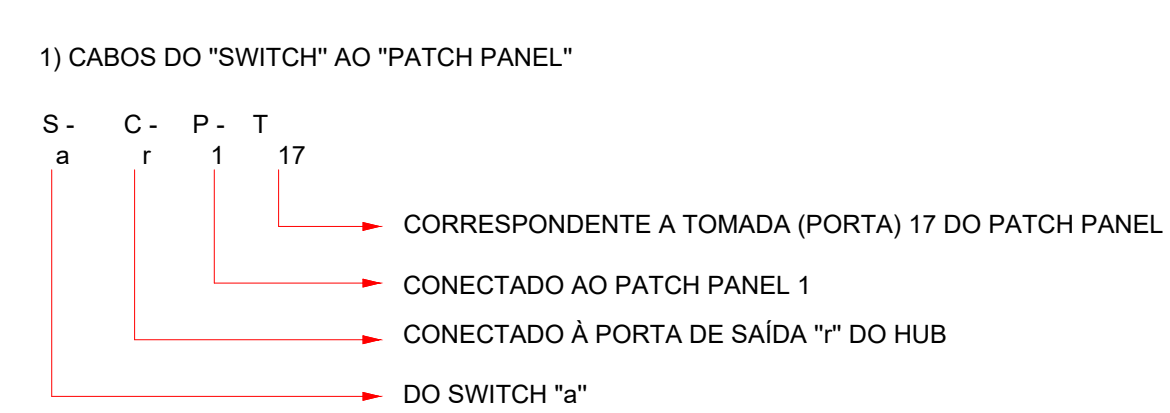 1) CABOS DO "SWITCH" AO "PATCH PANEL"
S - C - P - T
a r 1 17
CORRESPONDENTE A TOMADA (PORTA) 17 DO PATCH PANEL
CONECTADO AO PATCH PANEL 1
CONECTADO À PORTA DE SAÍDA "r" DO HUB
DO SWITCH "a"